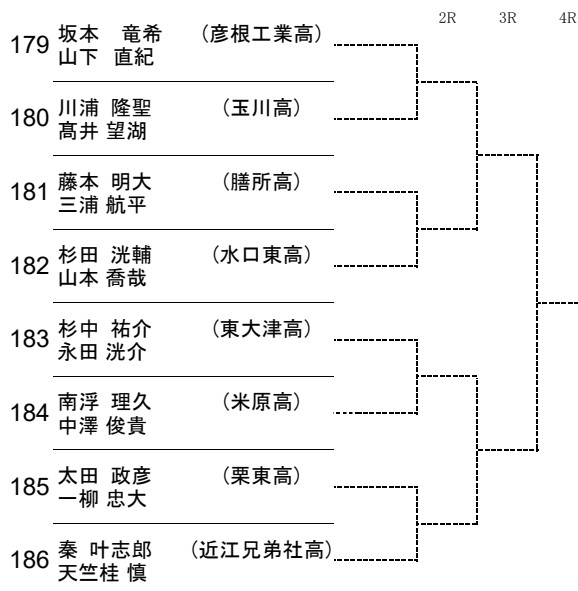 2R 3R 4R
179 坂本 竜希 （彦根工業高）
山下 直紀
180 川浦 隆聖 （玉川高）
髙井 望湖
181 藤本 明大 （膳所高）
三浦 航平
182 杉田 洸輔 （水口東高）
山本 喬哉
183 杉中 祐介 （東大津高）
永田 洸介
184 南浮 理久 （米原高）
中澤 俊貴
185 太田 政彦 （栗東高）
一柳 忠大
186 秦 叶志郎 （近江兄弟社高）
天竺桂 慎